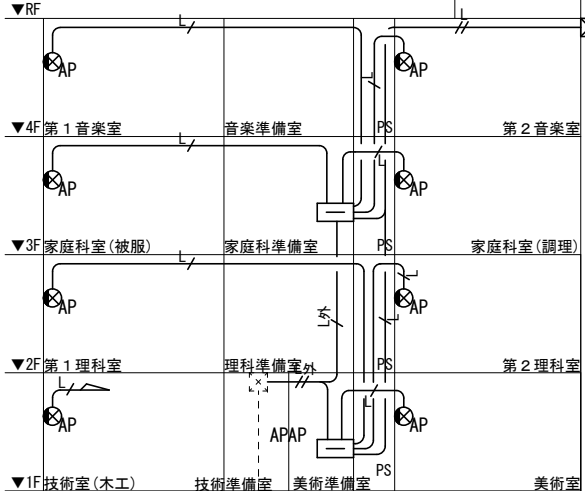 ▼RF
L
L
AP
L
AP
▼4F 第１音楽室 音楽準備室 PS 第２音楽室
L
L
AP
AP
▼3F 家庭科室(被服) 家庭科準備室 PS 家庭科室(調理)
L
L
AP
L外
L
AP
▼2F 第１理科室 理科準備室 PS 第２理科室
L外
L
L
AP
APAP
AP
PS
▼1F 技術室(木工) 技術準備室 美術準備室 美術室